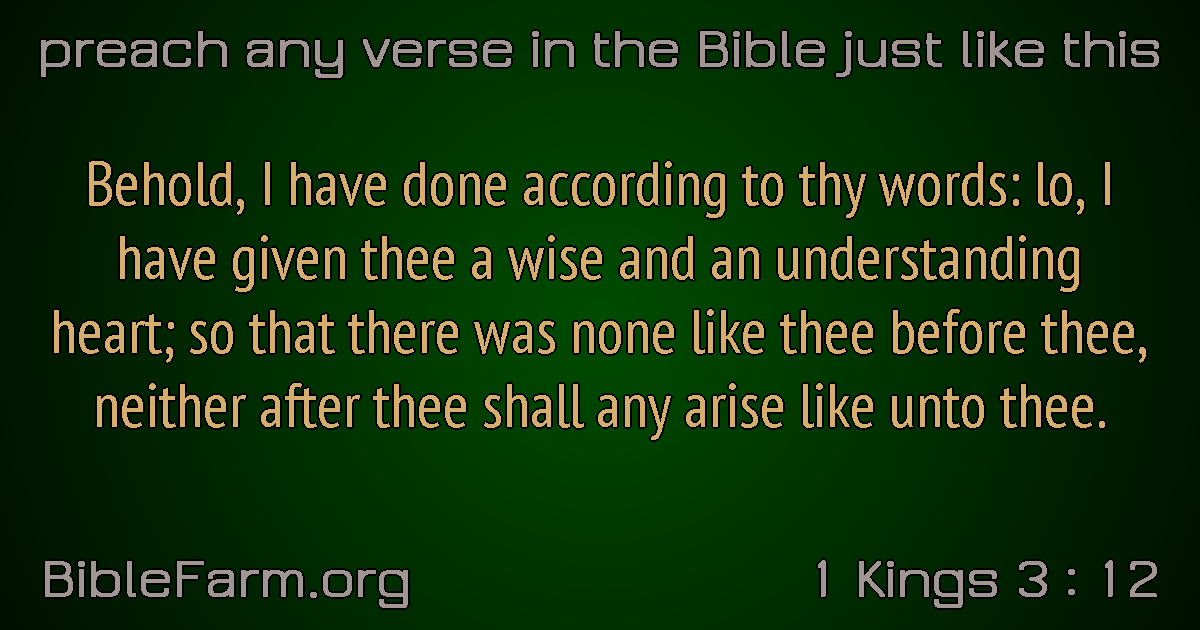 preach any verse in the Bible just like this
Behold, I have done according to thy words: lo, I
have given thee a wise and an understanding
heart; so that there was none like thee before thee,
neither after thee shall any arise like unto thee.
BibleFarm.org
1 Kings 3 : 12